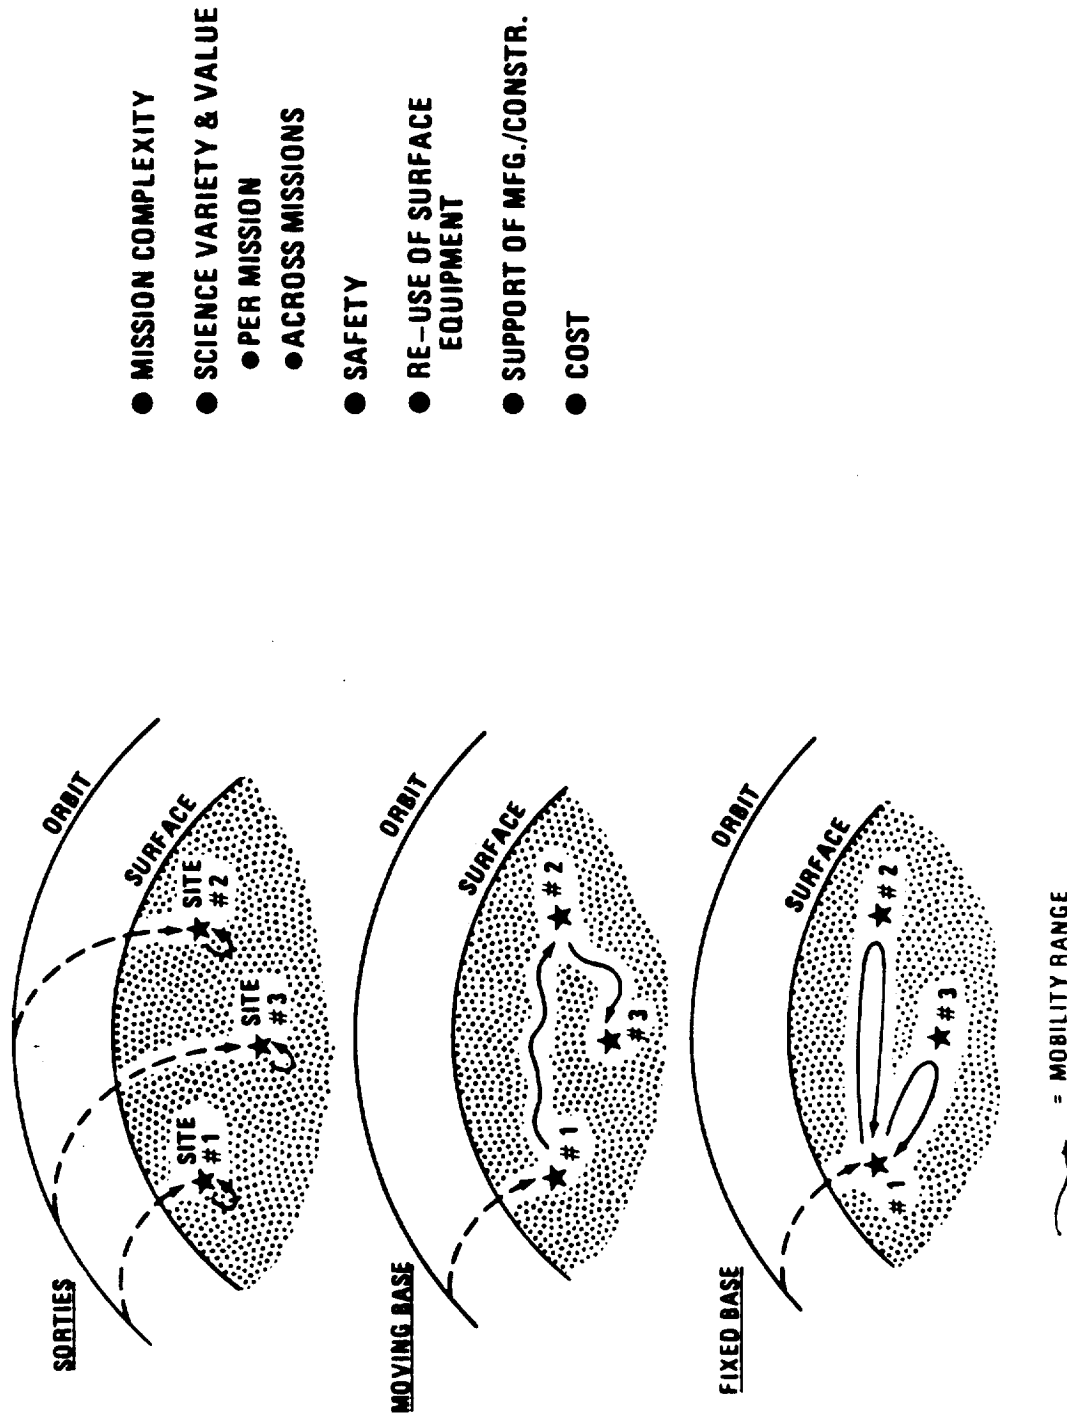 SORTIES
ORBIT
SURFACE
SITE
#1
SITE
#3
SITE
#2
MOVING BASE
ORBIT
SURFACE
#1
#2
#3
FIXED BASE
ORBIT
SURFACE
#1
#2
#3
= MOBILITY RANGE
● MISSION COMPLEXITY
● SCIENCE VARIETY & VALUE
● PER MISSION
● ACROSS MISSIONS
● SAFETY
● RE-USE OF SURFACE
EQUIPMENT
● SUPPORT OF MFG./CONSTR.
● COST